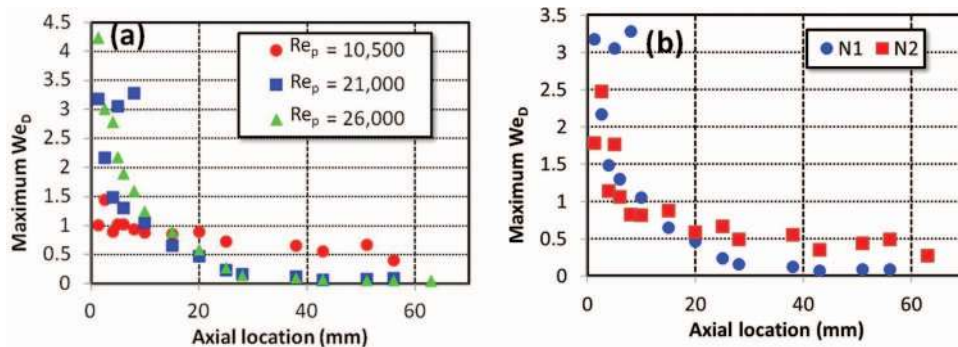 (a)
Re_p = 10,500
Re_p = 21,000
Re_p = 26,000
4.5
4
3.5
3
2.5
2
1.5
1
0.5
0
0 20 40 60
Maximum We_D
Axial location (mm)
(b)
N1 N2
3.5
3
2.5
2
1.5
1
0.5
0
0 20 40 60
Maximum We_D
Axial location (mm)